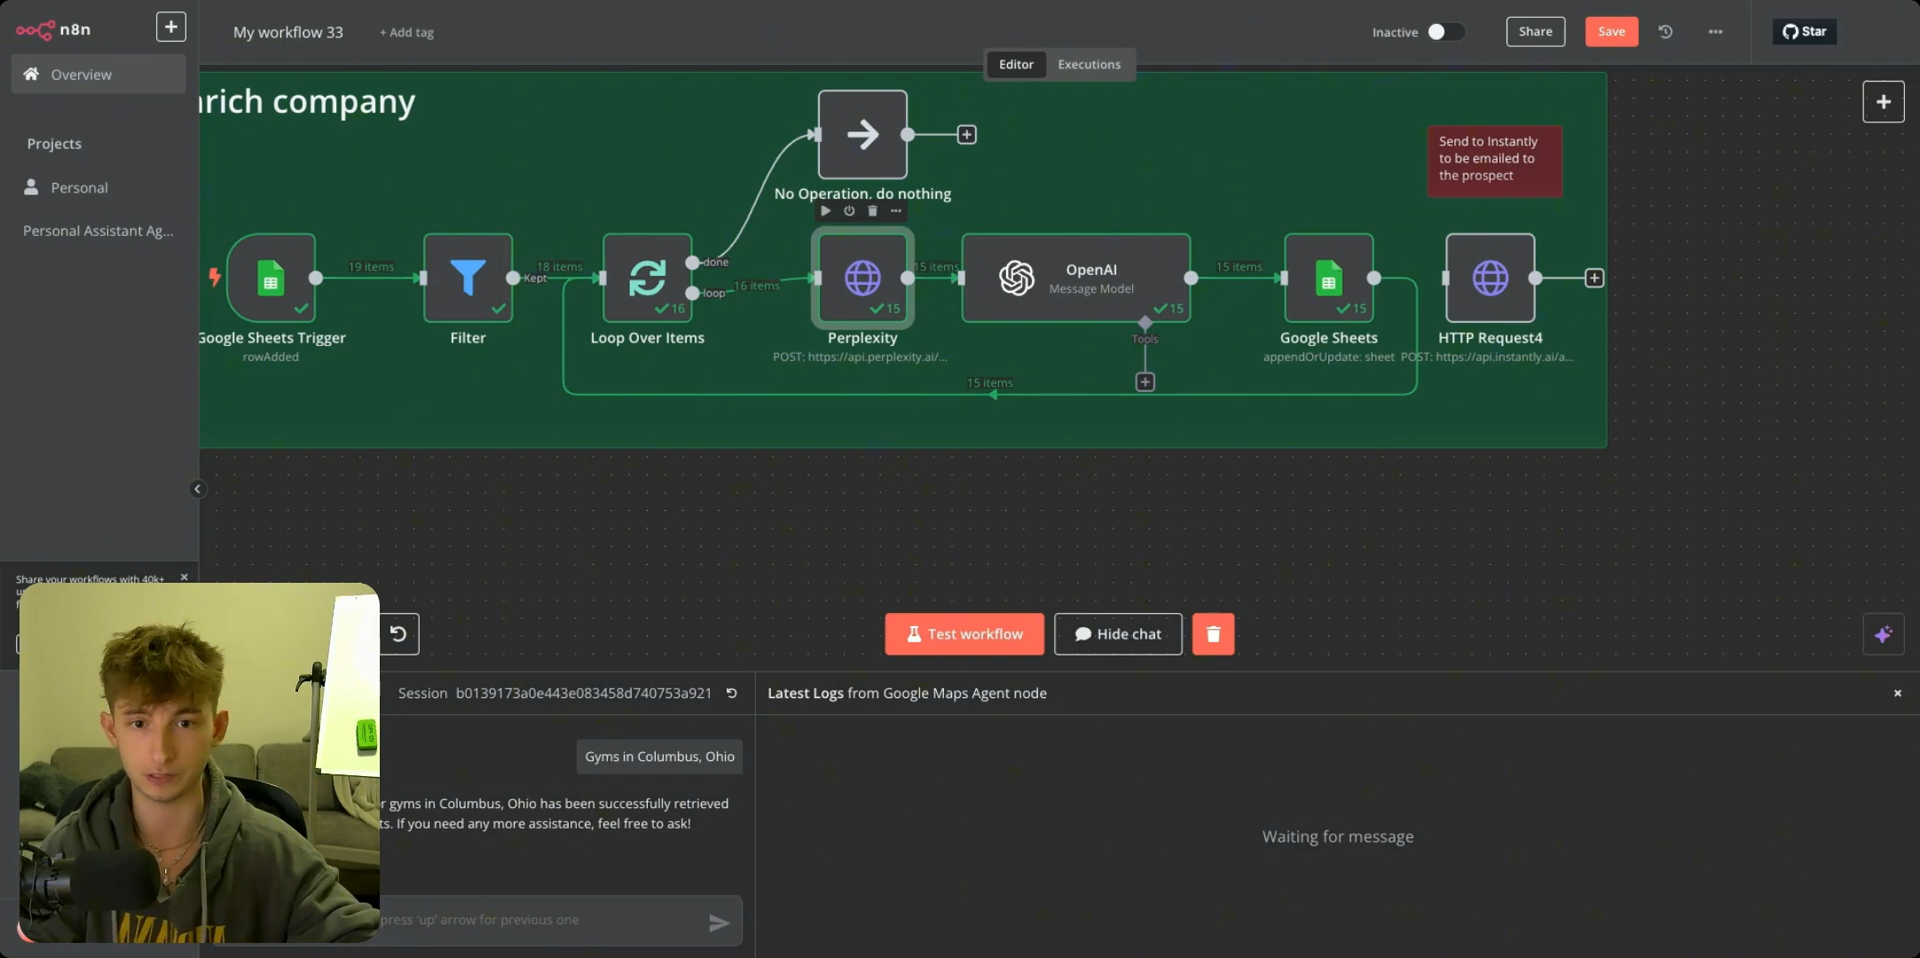 n8n
My workflow 33
+ Add tag
Inactive
Share
Save
Star
Overview
Editor
Executions
Projects
Personal
Personal Assistant Ag...
nrich company
Send to Instantly
to be emailed to
the prospect
No Operation, do nothing
19 items
Kept
18 items
done
loop
16 items
15 items
15 items
OpenAI
Message Model
16
15
15
15
Google Sheets Trigger
rowAdded
Filter
Loop Over Items
Perplexity
POST: https://api.perplexity.ai/...
Tools
Google Sheets
appendOrUpdate: sheet
HTTP Request4
POST: https://api.instantly.ai/a...
15 items
Share your workflows with 40k+
Test workflow
Hide chat
Session b0139173a0e443e083458d740753a921
Latest Logs from Google Maps Agent node
Gyms in Columbus, Ohio
r gyms in Columbus, Ohio has been successfully retrieved
ts. If you need any more assistance, feel free to ask!
Waiting for message
press 'up' arrow for previous one